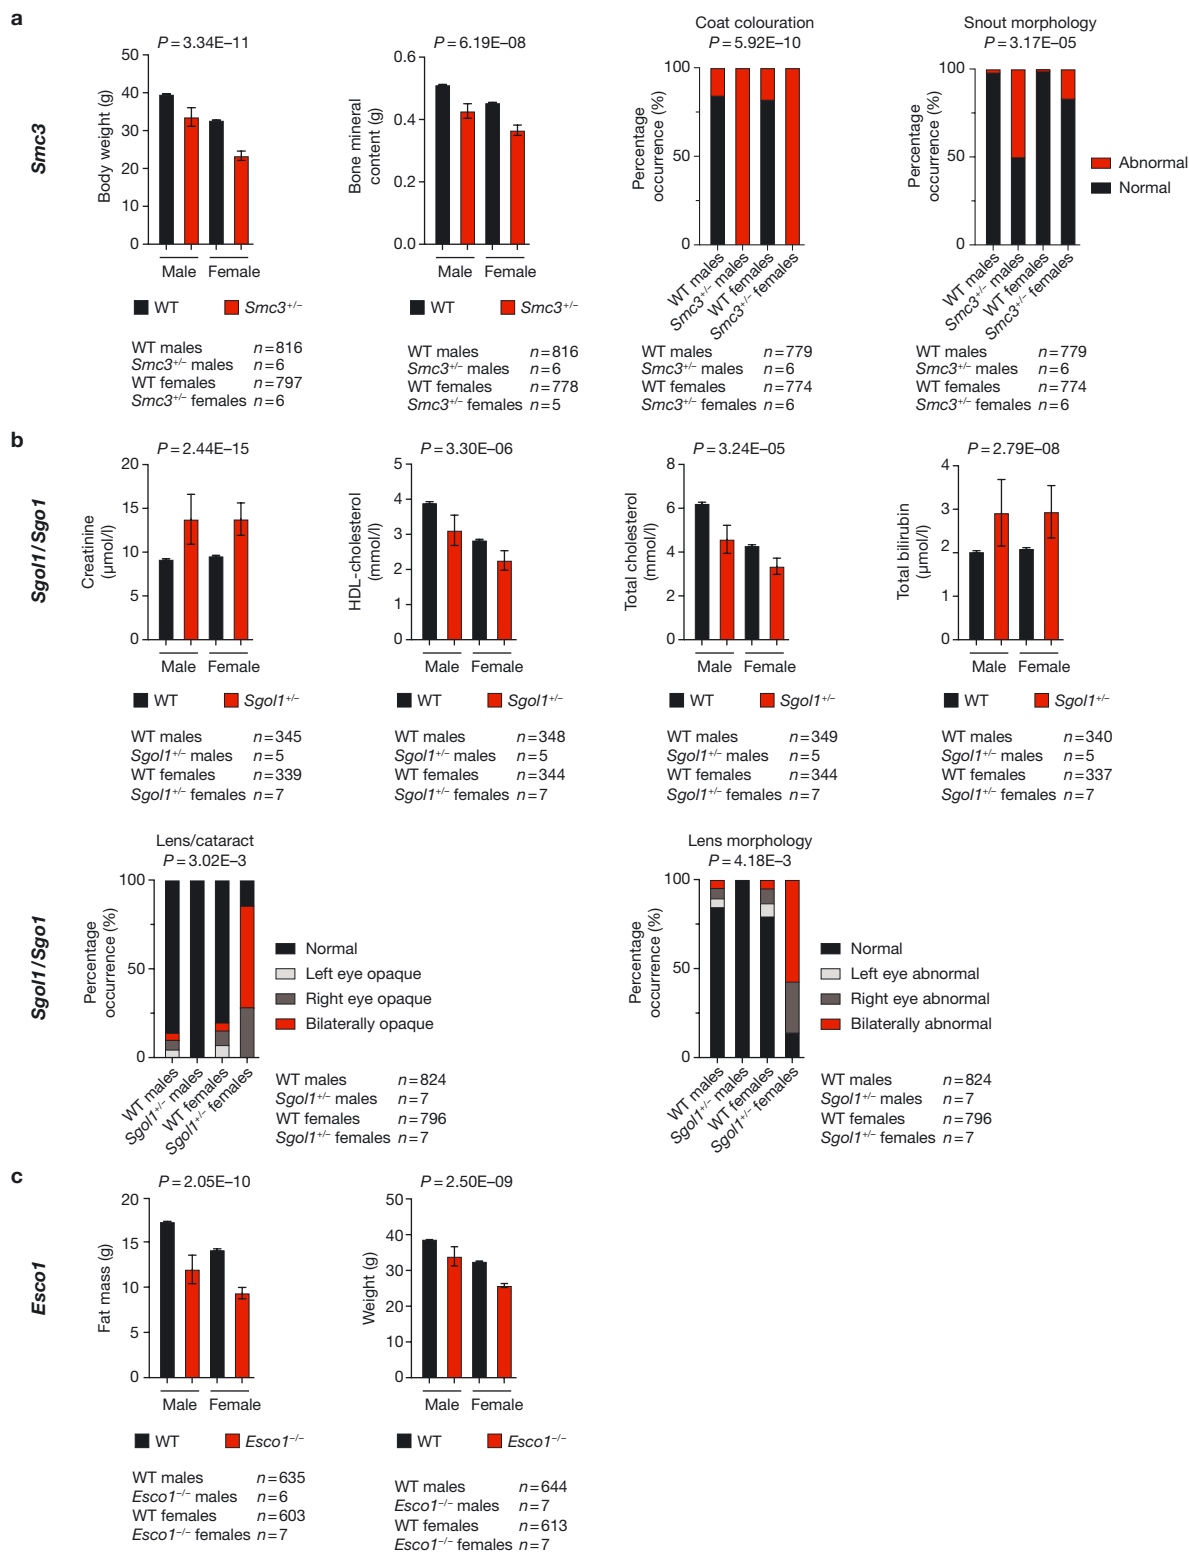 a
Smc3
P = 3.34E–11
Body weight (g)
50
40
30
20
10
0
Male Female
WT Smc3+/–
WT males n=816
Smc3+/– males n=6
WT females n=797
Smc3+/– females n=6
P = 6.19E–08
Bone mineral
content (g)
0.6
0.4
0.2
0.0
Male Female
WT Smc3+/–
WT males n=816
Smc3+/– males n=6
WT females n=778
Smc3+/– females n=5
Coat colouration
P = 5.92E–10
Percentage
occurrence (%)
100
50
0
WT males
Smc3+/– males
WT females
Smc3+/– females
WT males n=779
Smc3+/– males n=6
WT females n=774
Smc3+/– females n=6
Snout morphology
P = 3.17E–05
Percentage
occurrence (%)
100
50
0
WT males
Smc3+/– males
WT females
Smc3+/– females
Abnormal
Normal
WT males n=779
Smc3+/– males n=6
WT females n=774
Smc3+/– females n=6
b
Sgol1/Sgo1
P = 2.44E–15
Creatinine
(μmol/l)
20
15
10
5
0
Male Female
WT Sgol1+/–
WT males n=345
Sgol1+/– males n=5
WT females n=339
Sgol1+/– females n=7
P = 3.30E–06
HDL-cholesterol
(mmol/l)
5
4
3
2
1
0
Male Female
WT Sgol1+/–
WT males n=348
Sgol1+/– males n=5
WT females n=344
Sgol1+/– females n=7
P = 3.24E–05
Total cholesterol
(mmol/l)
8
6
4
2
0
Male Female
WT Sgol1+/–
WT males n=349
Sgol1+/– males n=5
WT females n=344
Sgol1+/– females n=7
P = 2.79E–08
Total bilirubin
(μmol/l)
4
3
2
1
0
Male Female
WT Sgol1+/–
WT males n=340
Sgol1+/– males n=5
WT females n=337
Sgol1+/– females n=7
Sgol1/Sgo1
Lens/cataract
P = 3.02E–3
Percentage
occurrence (%)
100
50
0
WT males
Sgol1+/– males
WT females
Sgol1+/– females
Normal
Left eye opaque
Right eye opaque
Bilaterally opaque
WT males n=824
Sgol1+/– males n=7
WT females n=796
Sgol1+/– females n=7
Lens morphology
P = 4.18E–3
Percentage
occurrence (%)
100
50
0
WT males
Sgol1+/– males
WT females
Sgol1+/– females
Normal
Left eye abnormal
Right eye abnormal
Bilaterally abnormal
WT males n=824
Sgol1+/– males n=7
WT females n=796
Sgol1+/– females n=7
c
Esco1
P = 2.05E–10
Fat mass (g)
20
15
10
5
0
Male Female
WT Esco1–/–
WT males n=635
Esco1–/– males n=6
WT females n=603
Esco1–/– females n=7
P = 2.50E–09
Weight (g)
50
40
30
20
10
0
Male Female
WT Esco1–/–
WT males n=644
Esco1–/– males n=7
WT females n=613
Esco1–/– females n=7